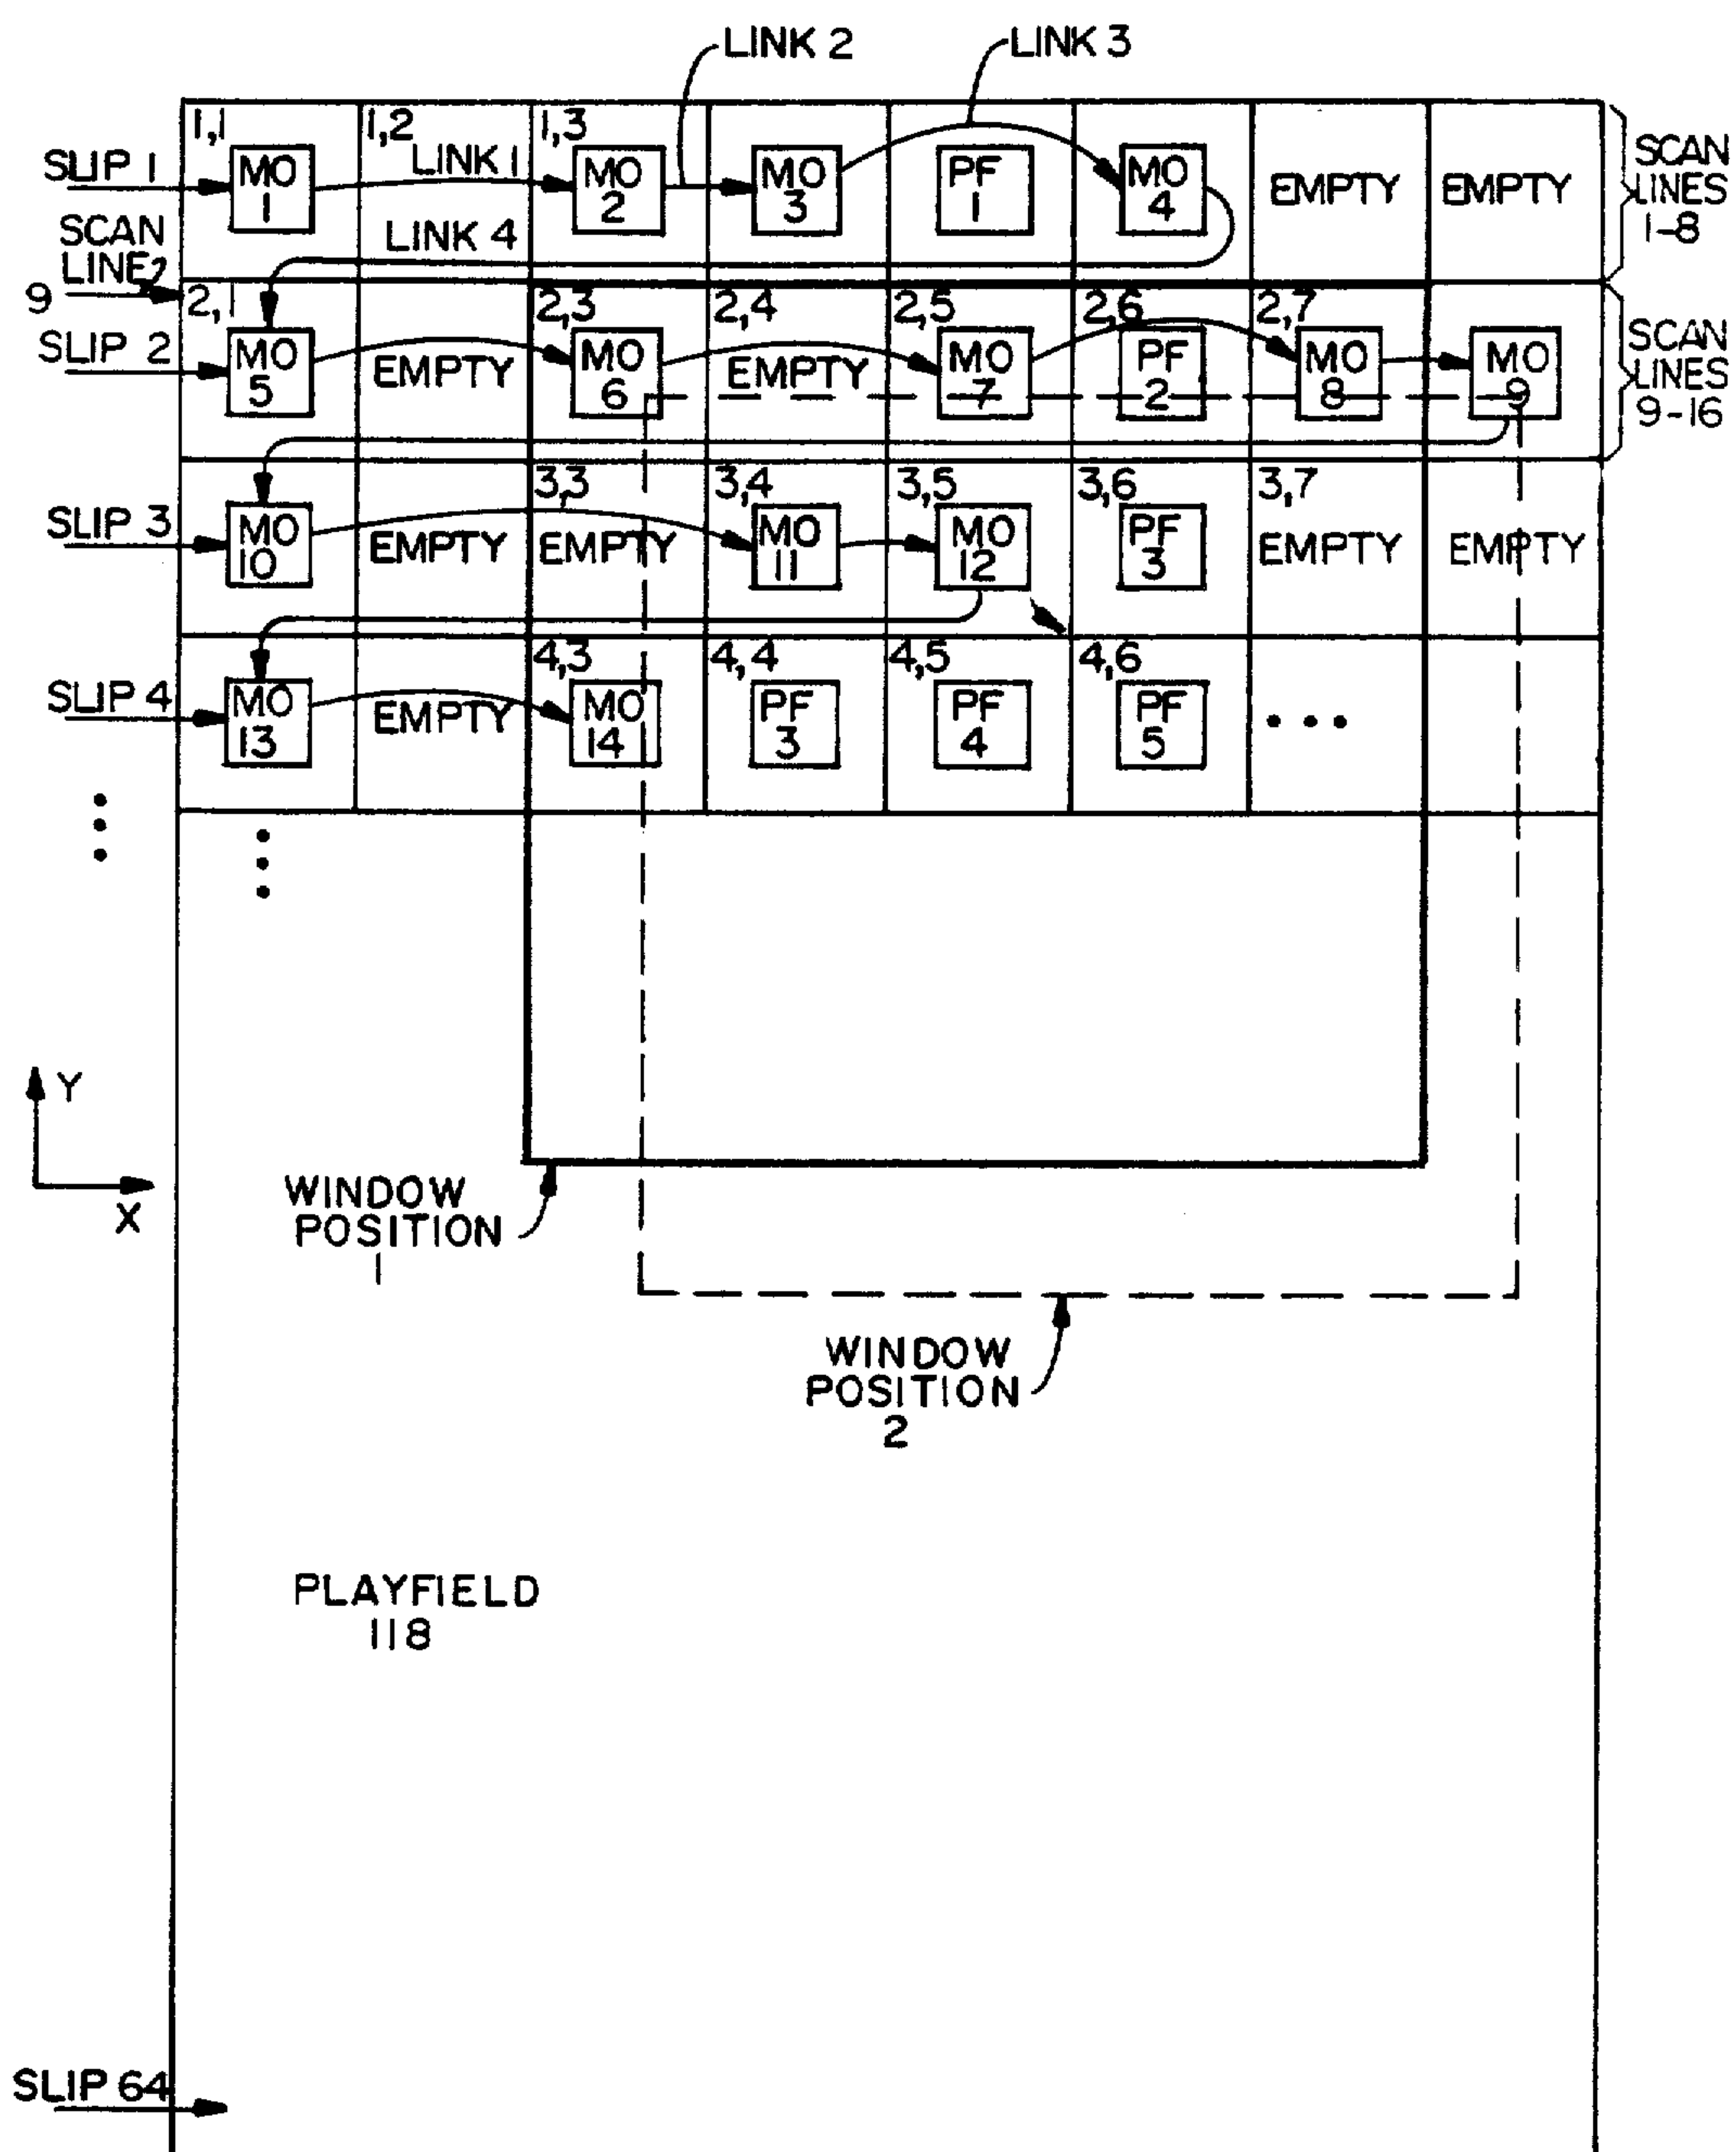 LINK 2
LINK 3
1,1
1,2
1,3
SLIP 1
MO
1
LINK 1
MO
2
MO
3
PF
1
MO
4
EMPTY
EMPTY
SCAN
LINES
1-8
SCAN
LINE
9
LINK 4
2,1
2,3
2,4
2,5
2,6
2,7
SLIP 2
MO
5
EMPTY
MO
6
EMPTY
MO
7
PF
2
MO
8
MO
9
SCAN
LINES
9-16
3,3
3,4
3,5
3,6
3,7
SLIP 3
MO
10
EMPTY
EMPTY
MO
11
MO
12
PF
3
EMPTY
EMPTY
4,3
4,4
4,5
4,6
SLIP 4
MO
13
EMPTY
MO
14
PF
3
PF
4
PF
5
• • •
Y
X
WINDOW
POSITION
1
WINDOW
POSITION
2
PLAYFIELD
118
SLIP 64